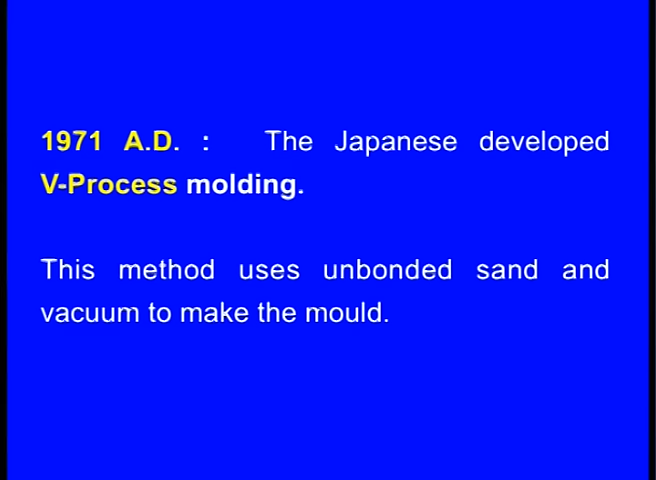 1971 A.D. : The Japanese developed
V-Process molding.
This method uses unbonded sand and
vacuum to make the mould.